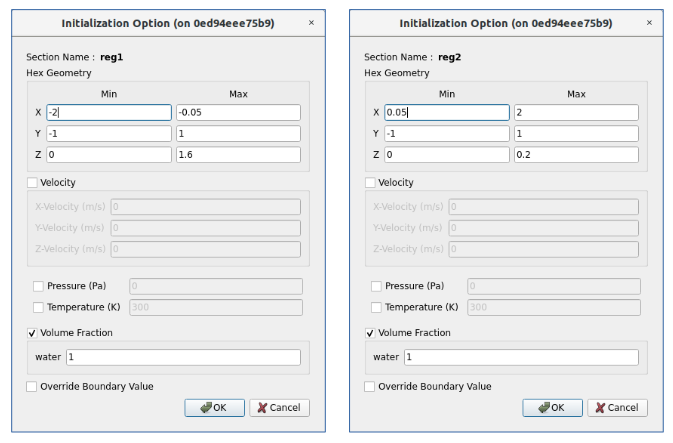 Initialization Option (on 0ed94eee75b9) ×
Section Name : reg1
Hex Geometry
Min Max
X -2 -0.05
Y -1 1
Z 0 1.6
Velocity
X-Velocity (m/s) 0
Y-Velocity (m/s) 0
Z-Velocity (m/s) 0
Pressure (Pa) 0
Temperature (K) 300
Volume Fraction
water 1
Override Boundary Value
OK Cancel
Initialization Option (on 0ed94eee75b9) ×
Section Name : reg2
Hex Geometry
Min Max
X 0.05 2
Y -1 1
Z 0 0.2
Velocity
X-Velocity (m/s) 0
Y-Velocity (m/s) 0
Z-Velocity (m/s) 0
Pressure (Pa) 0
Temperature (K) 300
Volume Fraction
water 1
Override Boundary Value
OK Cancel